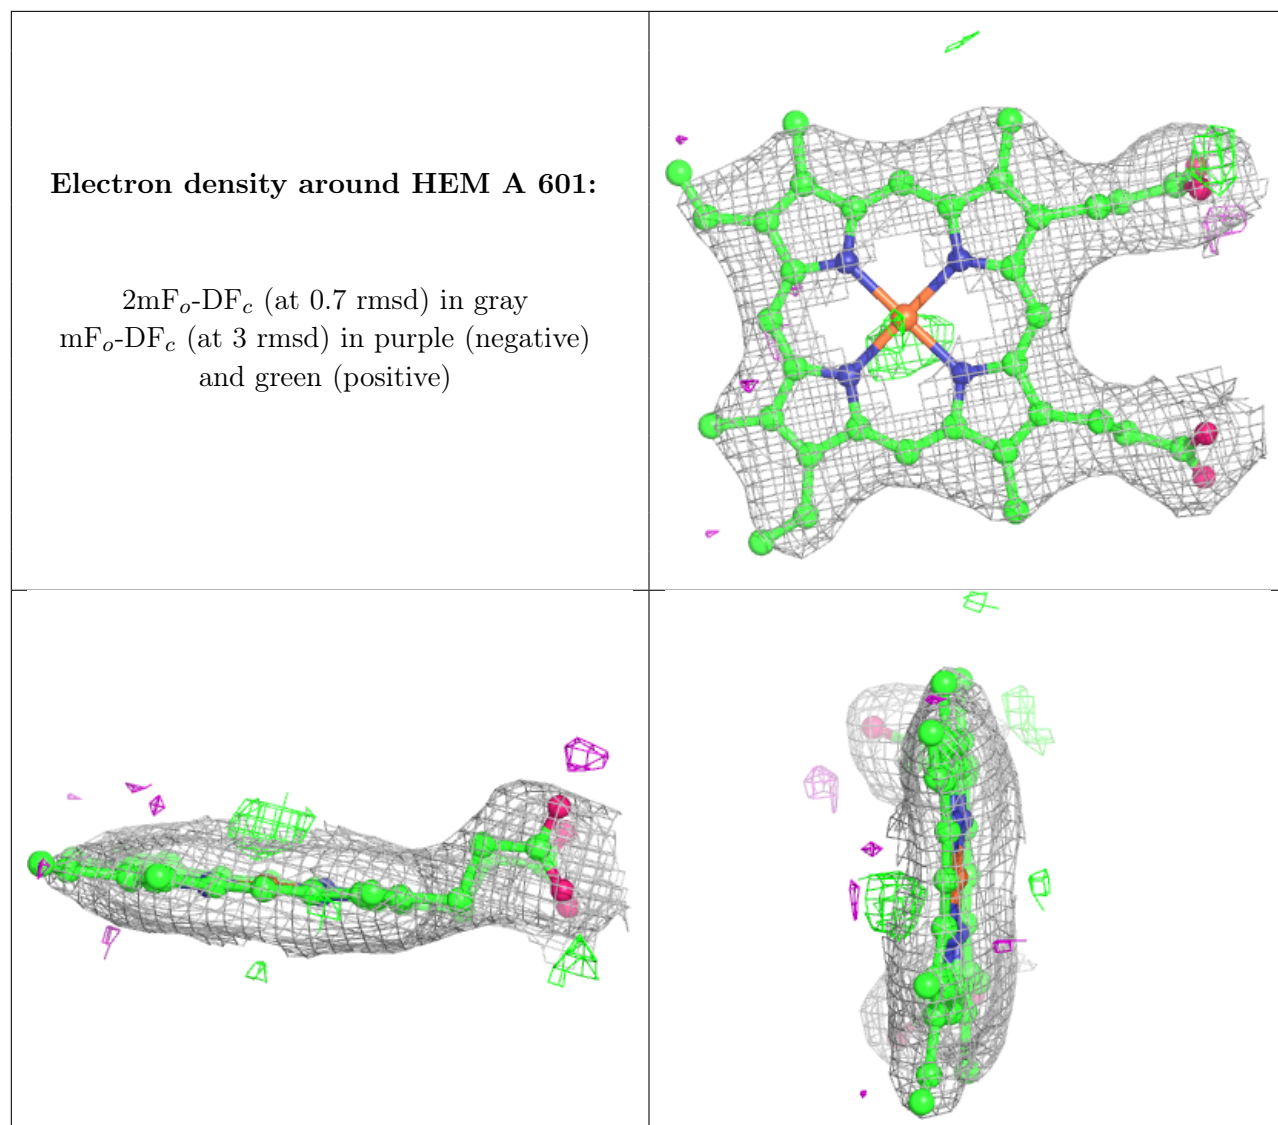 Electron density around HEM A 601:
2mFo-DFc (at 0.7 rmsd) in gray
mFo-DFc (at 3 rmsd) in purple (negative)
and green (positive)